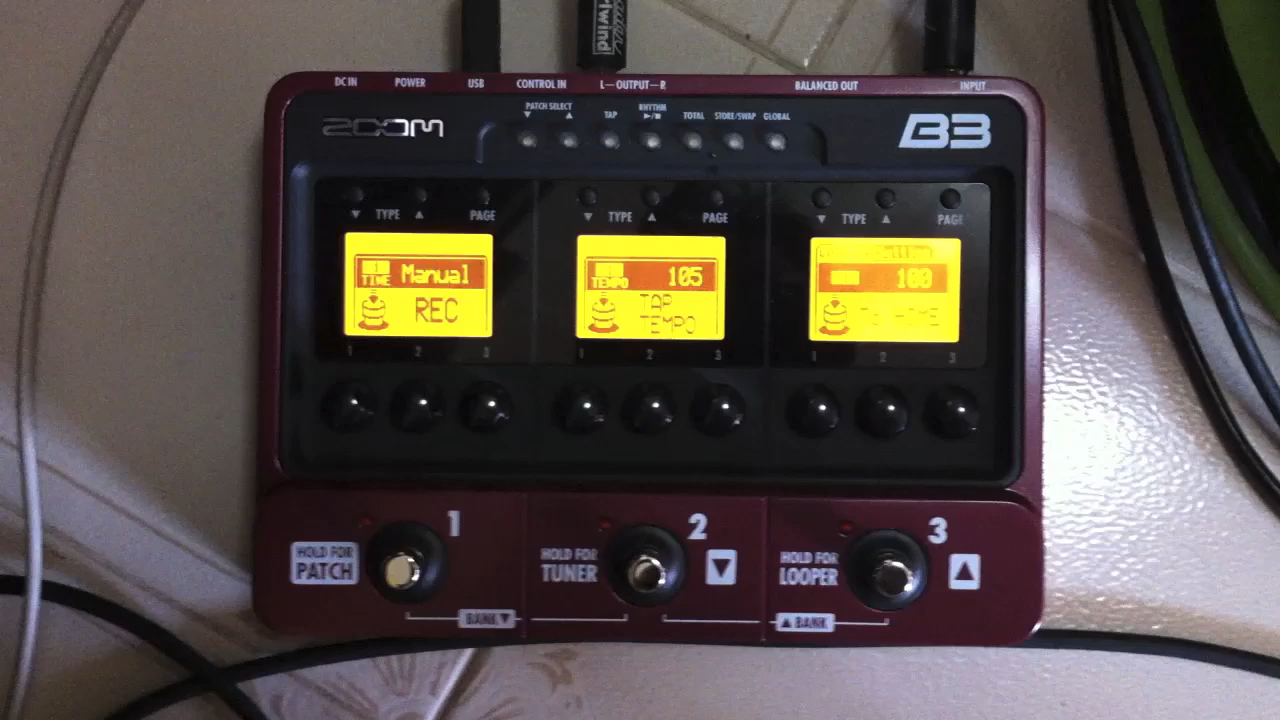 rlwind
DC IN POWER USB CONTROL IN L—OUTPUT—R BALANCED OUT INPUT
ZOOM
PATCH SELECT
▼ ▲ TAP RHYTHM ▶/■ TOTAL STORE/SWAP GLOBAL
B3
▼ TYPE ▲ PAGE ▼ TYPE ▲ PAGE ▼ TYPE ▲ PAGE
TIME Manual
REC
TEMPO 105
TAP
TEMPO
100
1 2 3 1 2 3 1 2 3
1
HOLD FOR
PATCH
2
HOLD FOR
TUNER ▼
3
HOLD FOR
LOOPER ▲
BANK ▼ ▲ BANK